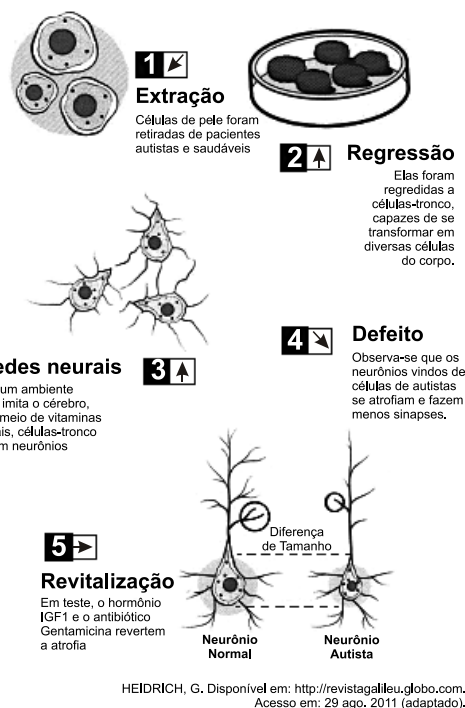 1
Extração
Células de pele foram
retiradas de pacientes
autistas e saudáveis
2
Regressão
Elas foram
regredidas a
células-tronco,
capazes de se
transformar em
diversas células
do corpo.
3
edes neurais
um ambiente
imita o cérebro,
meio de vitaminas
is, células-tronco
m neurônios
4
Defeito
Observa-se que os
neurônios vindos de
células de autistas
se atrofiam e fazem
menos sinapses.
5
Revitalização
Em teste, o hormônio
IGF1 e o antibiótico
Gentamicina revertem
a atrofia
Diferença
de Tamanho
Neurônio
Normal
Neurônio
Autista
HEIDRICH, G. Disponível em: http://revistagalileu.globo.com.
Acesso em: 29 ago. 2011 (adaptado).